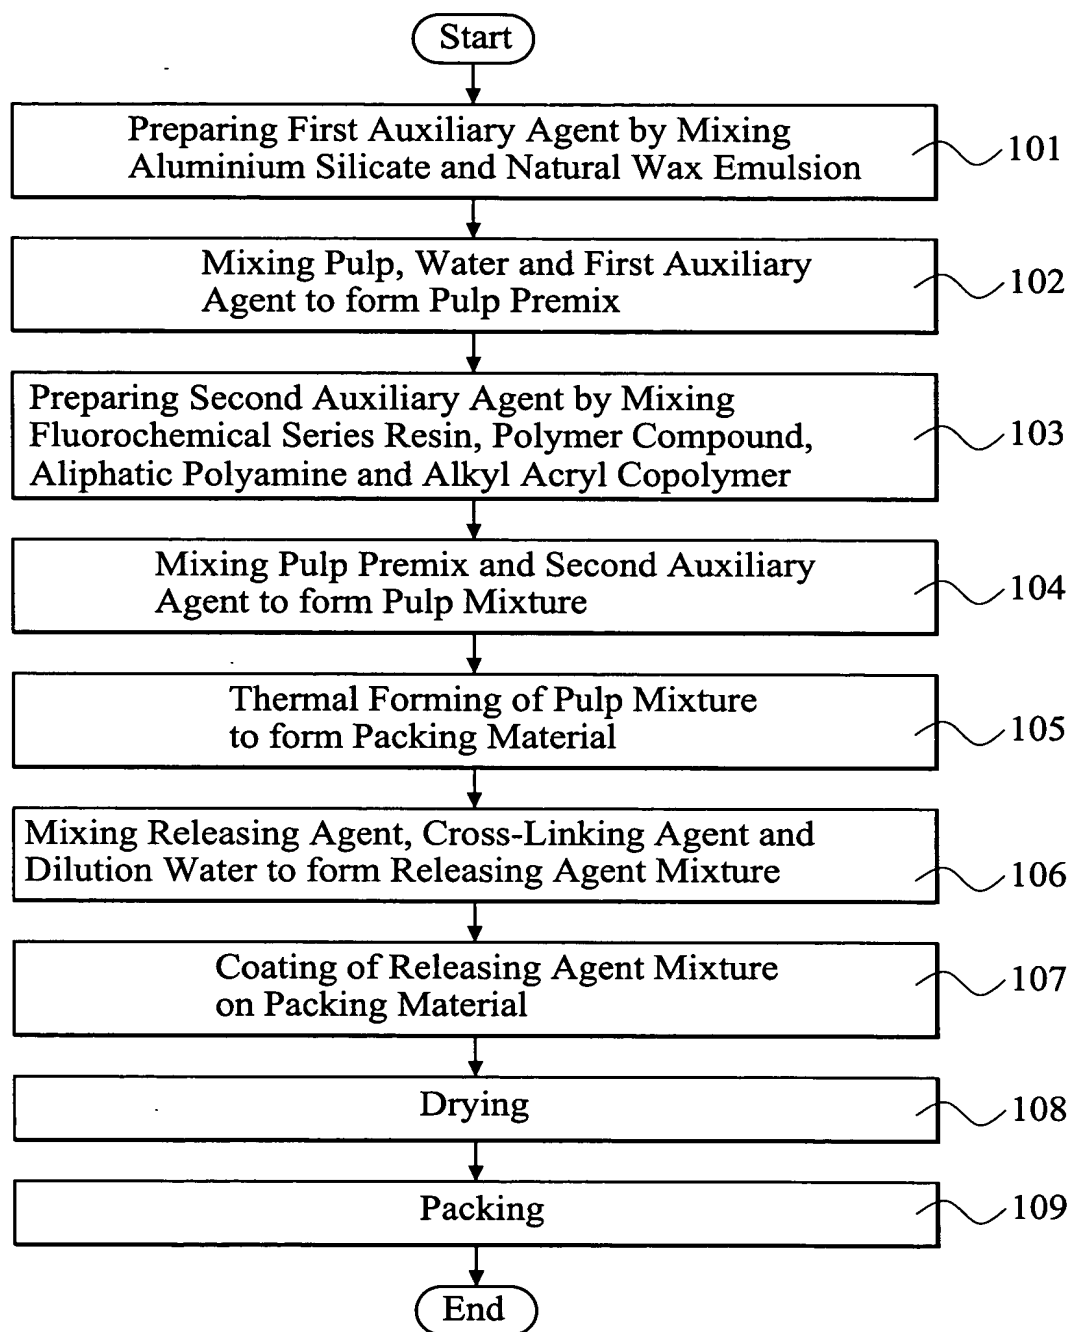 Start
Preparing First Auxiliary Agent by Mixing
Aluminium Silicate and Natural Wax Emulsion
101
Mixing Pulp, Water and First Auxiliary
Agent to form Pulp Premix
102
Preparing Second Auxiliary Agent by Mixing
Fluorochemical Series Resin, Polymer Compound,
Aliphatic Polyamine and Alkyl Acryl Copolymer
103
Mixing Pulp Premix and Second Auxiliary
Agent to form Pulp Mixture
104
Thermal Forming of Pulp Mixture
to form Packing Material
105
Mixing Releasing Agent, Cross-Linking Agent and
Dilution Water to form Releasing Agent Mixture
106
Coating of Releasing Agent Mixture
on Packing Material
107
Drying
108
Packing
109
End